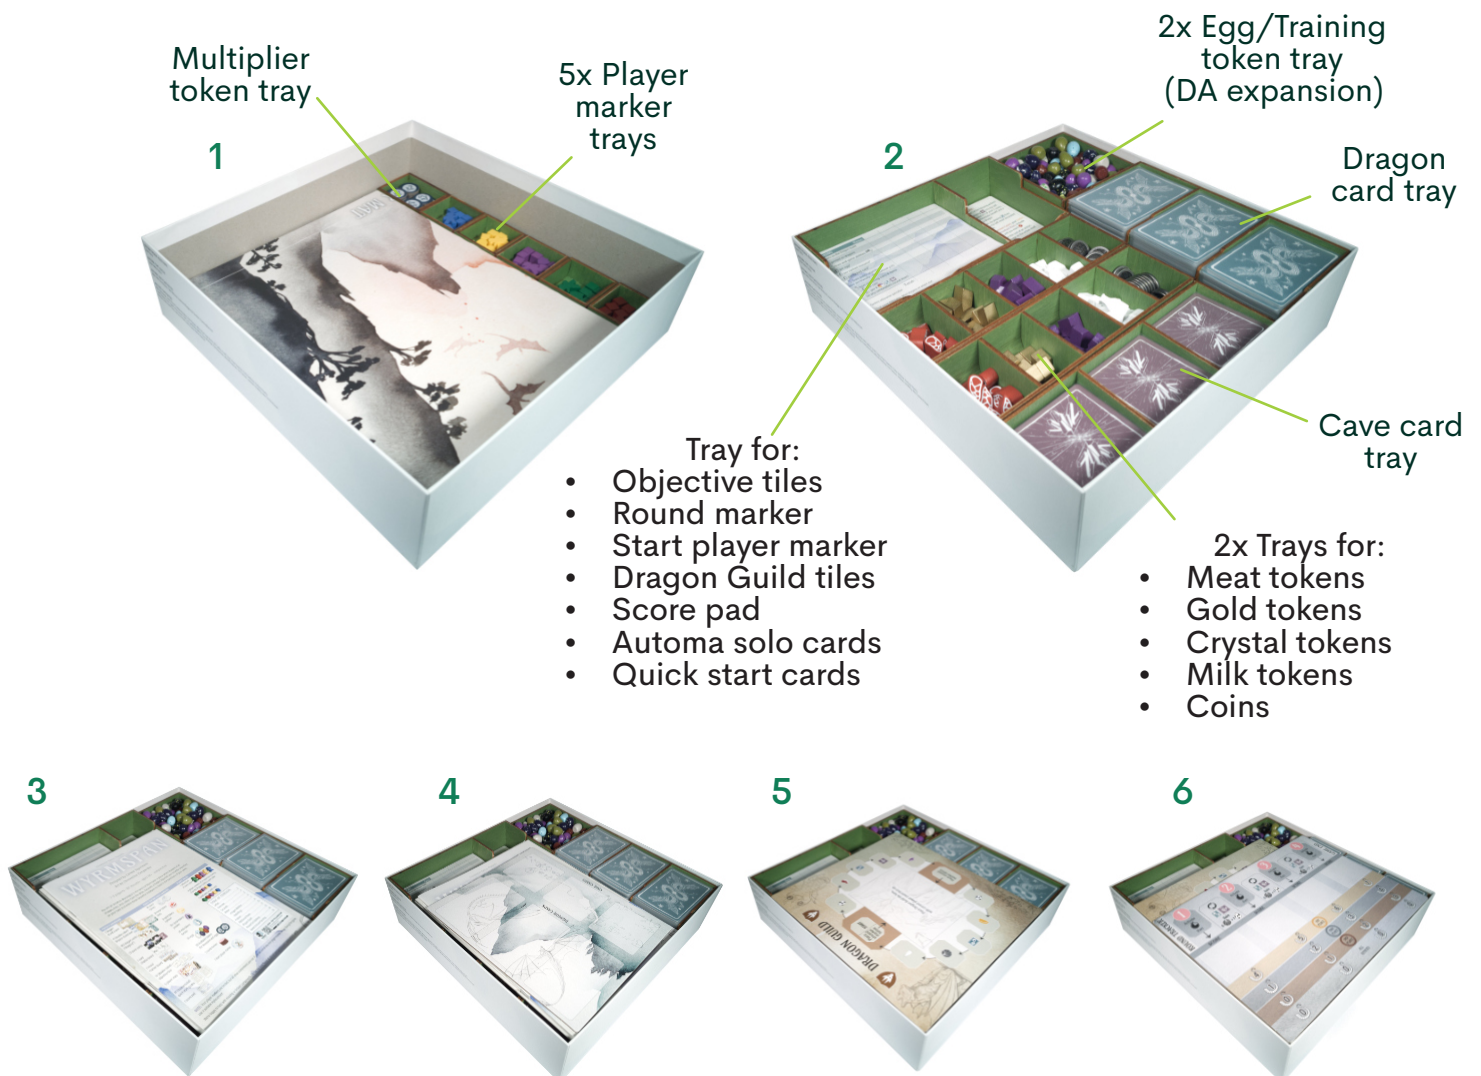 Multiplier
token tray
5x Player
marker
trays
1
2x Egg/Training
token tray
(DA expansion)
2
Dragon
card tray
Cave card
tray
Tray for:
• Objective tiles
• Round marker
• Start player marker
• Dragon Guild tiles
• Score pad
• Automa solo cards
• Quick start cards
2x Trays for:
• Meat tokens
• Gold tokens
• Crystal tokens
• Milk tokens
• Coins
3
WYRMSPAN
4
5
DRAGON GUILD
6